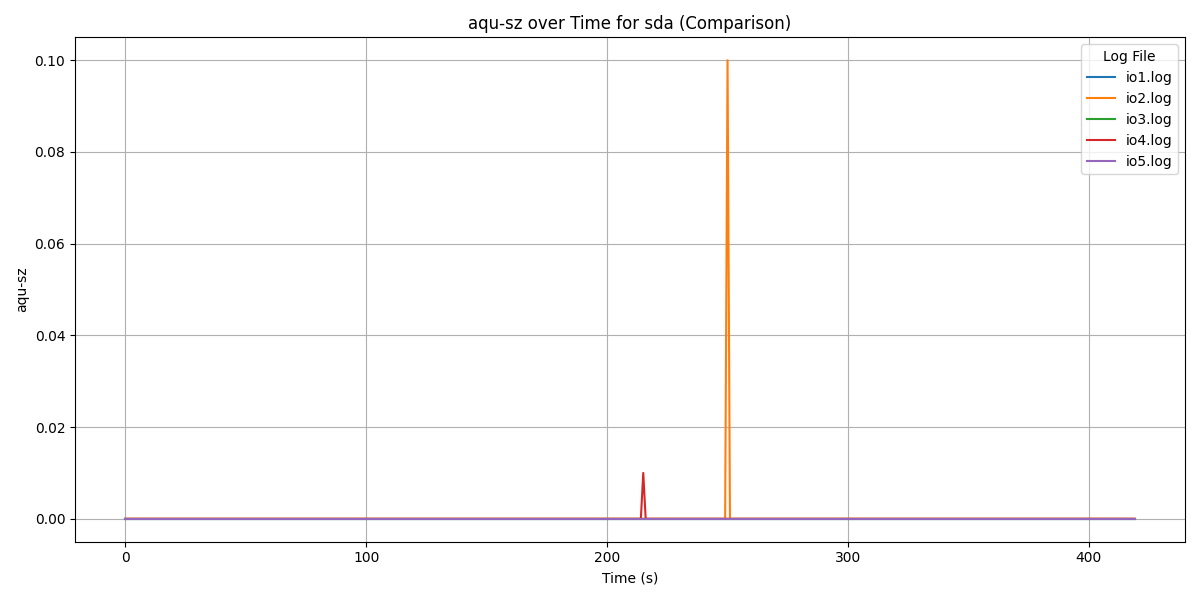 aqu-sz over Time for sda (Comparison)
Log File
io1.log
io2.log
io3.log
io4.log
io5.log
0.10
0.08
0.06
0.04
0.02
0.00
aqu-sz
0 100 200 300 400
Time (s)